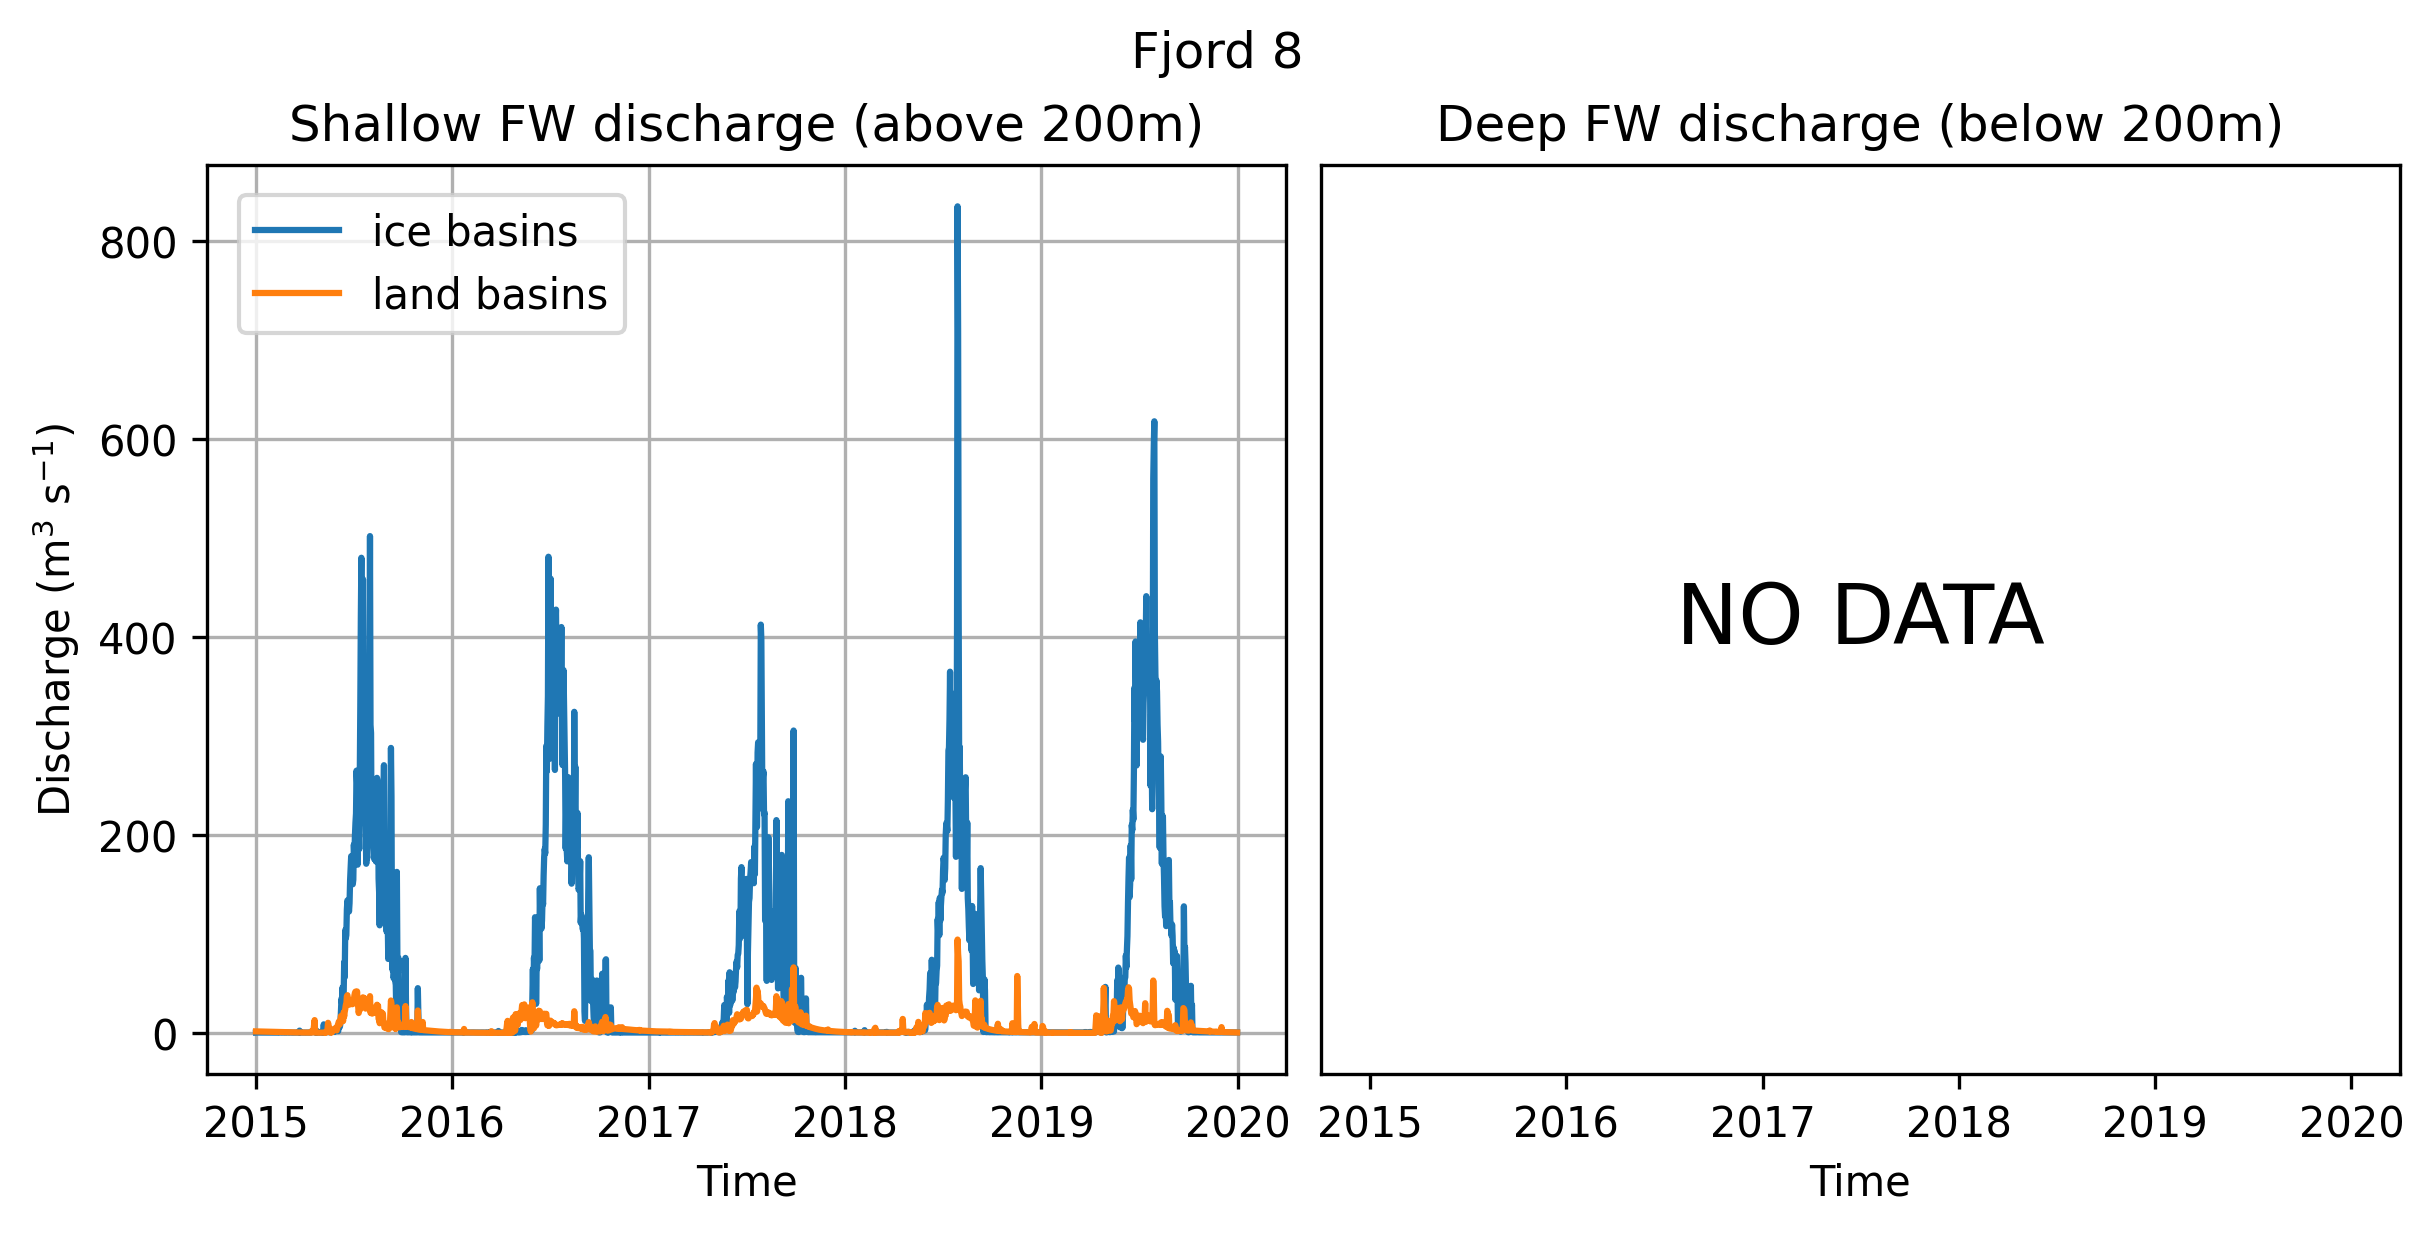 Fjord 8
Shallow FW discharge (above 200m)
Deep FW discharge (below 200m)
Discharge (m³ s⁻¹)
800
600
400
200
0
ice basins
land basins
NO DATA
2015 2016 2017 2018 2019 2020
2015 2016 2017 2018 2019 2020
Time
Time